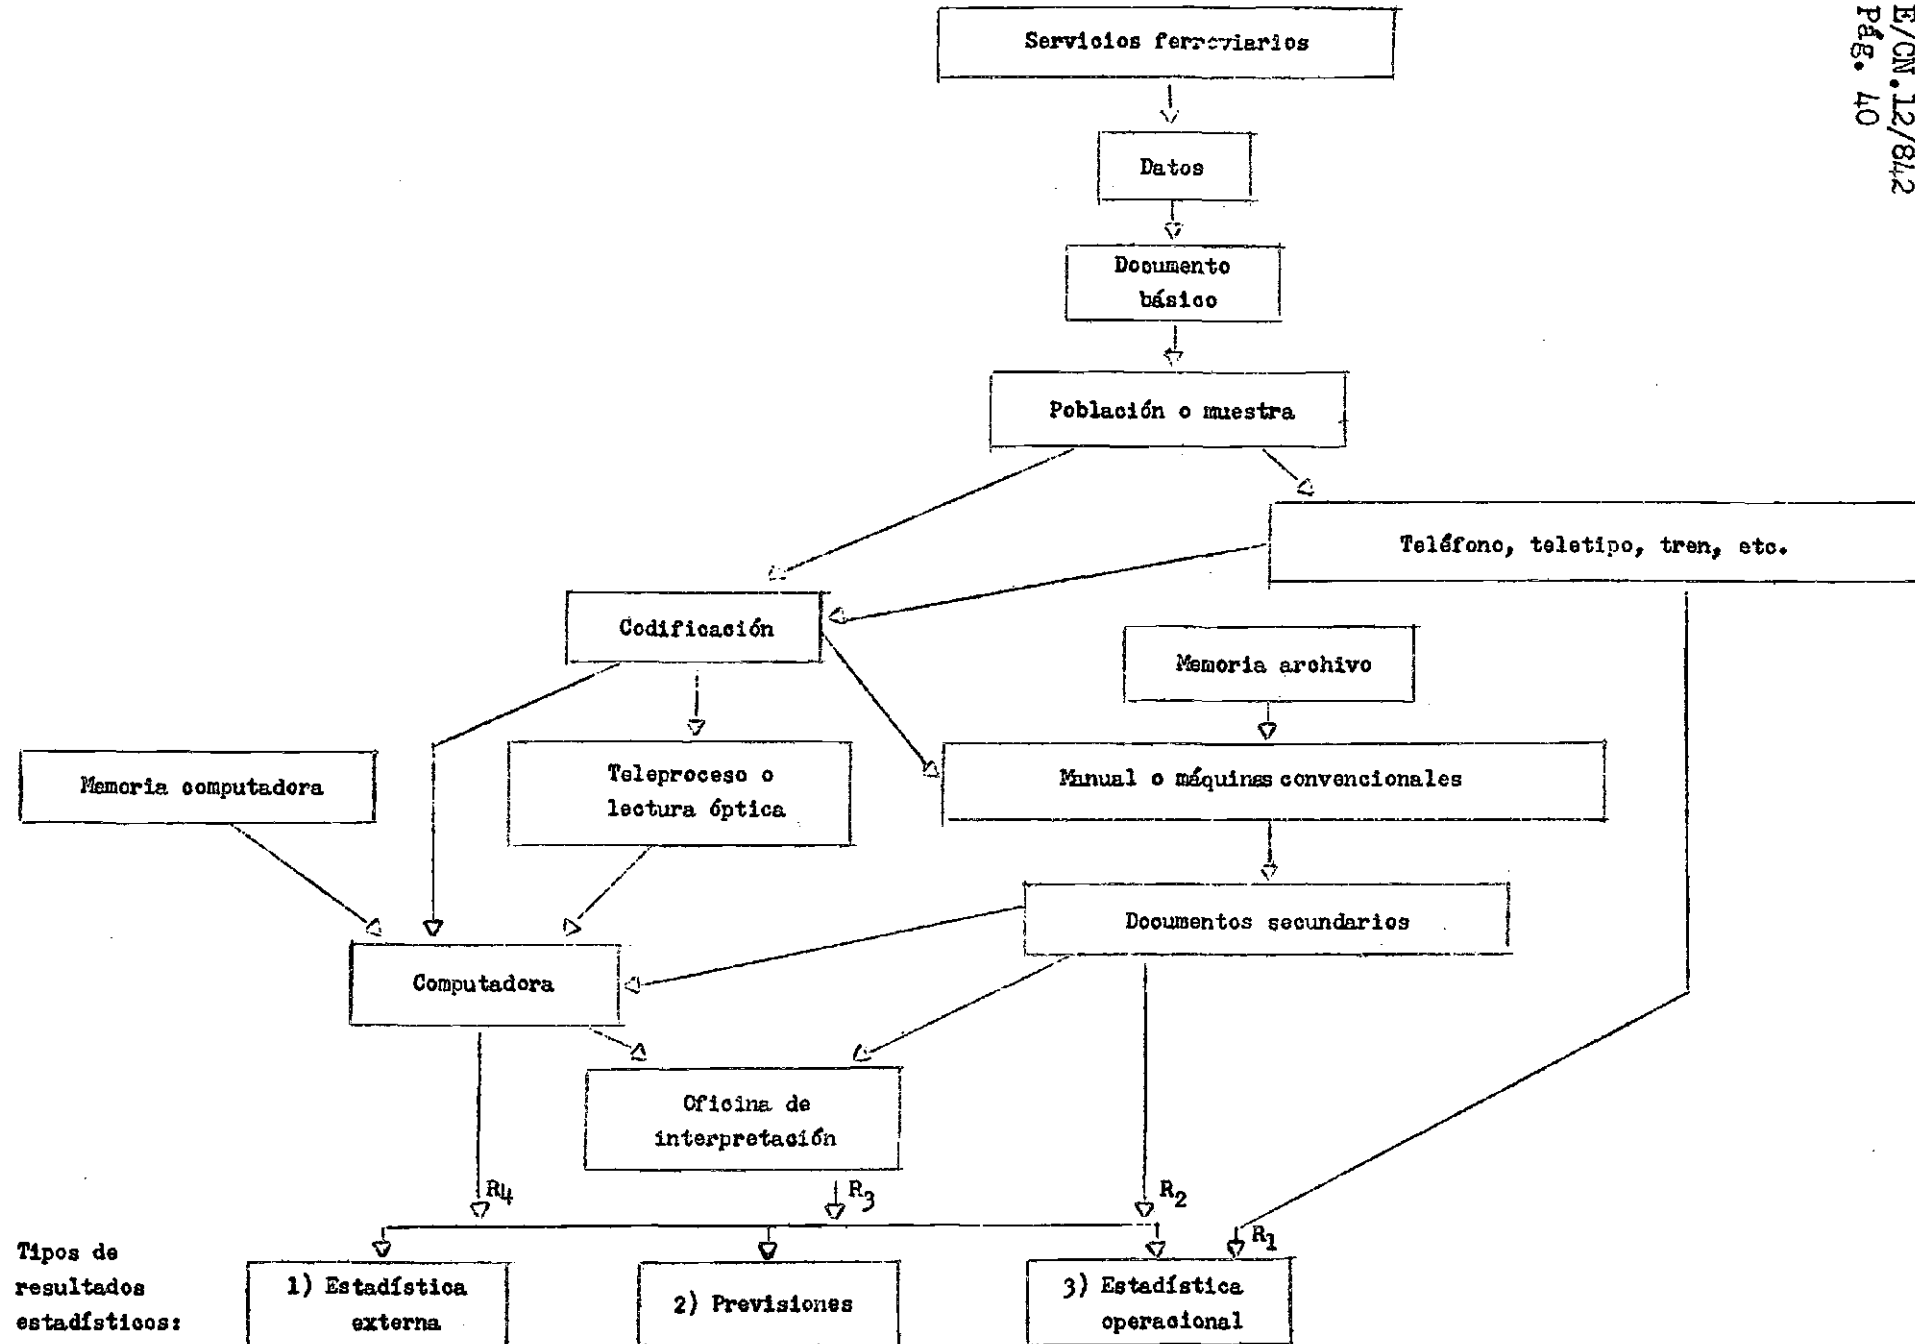 E/CN.12/842
Pág. 40
Servicios ferroviarios
Datos
Documento
básico
Población o muestra
Teléfono, teletipo, tren, etc.
Codificación
Memoria archivo
Memoria computadora
Teleproceso o
lectura óptica
Manual o máquinas convencionales
Documentos secundarios
Computadora
Oficina de
interpretación
R4
R3
R2
R1
Tipos de
resultados
estadísticos:
1) Estadística
externa
2) Previsiones
3) Estadística
operacional